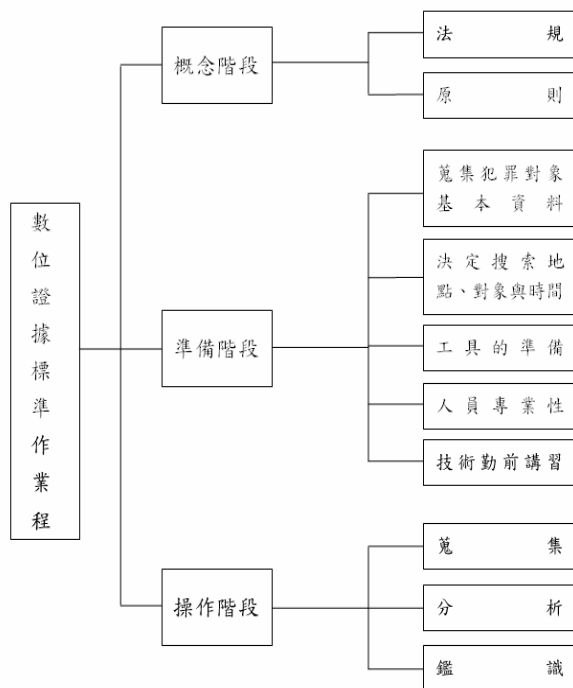 數位證據標準作業程
概念階段
法規
原則
準備階段
蒐集犯罪對象
基本資料
決定搜索地
點、對象與時間
工具的準備
人員專業性
技術勤前講習
操作階段
蒐集
分析
鑑識